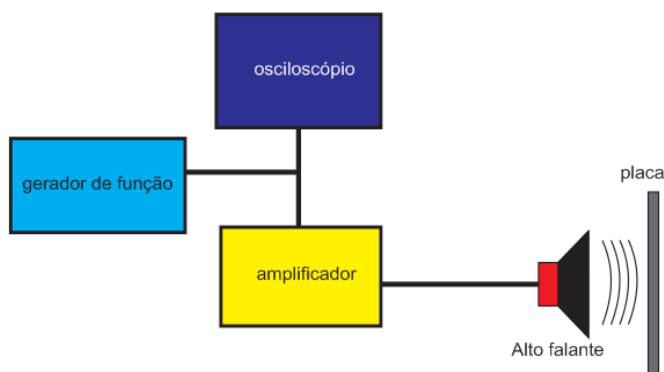 osciloscópio
gerador de função
placa
amplificador
Alto falante